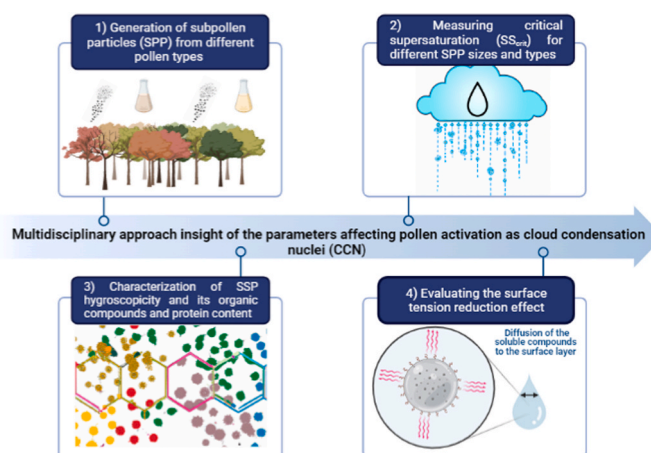 1) Generation of subpollen
particles (SPP) from different
pollen types
2) Measuring critical
supersaturation (SScrit) for
different SPP sizes and types
Multidisciplinary approach insight of the parameters affecting pollen activation as cloud condensation
nuclei (CCN)
3) Characterization of SSP
hygroscopicity and its organic
compounds and protein content
4) Evaluating the surface
tension reduction effect
Diffusion of the
soluble compounds
to the surface layer